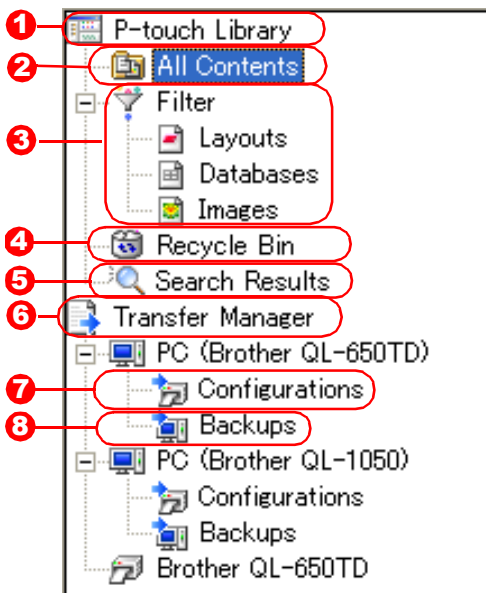 1 P-touch Library
2 All Contents
Filter
3 Layouts
Databases
Images
4 Recycle Bin
5 Search Results
6 Transfer Manager
PC (Brother QL-650TD)
7 Configurations
8 Backups
PC (Brother QL-1050)
Configurations
Backups
Brother QL-650TD